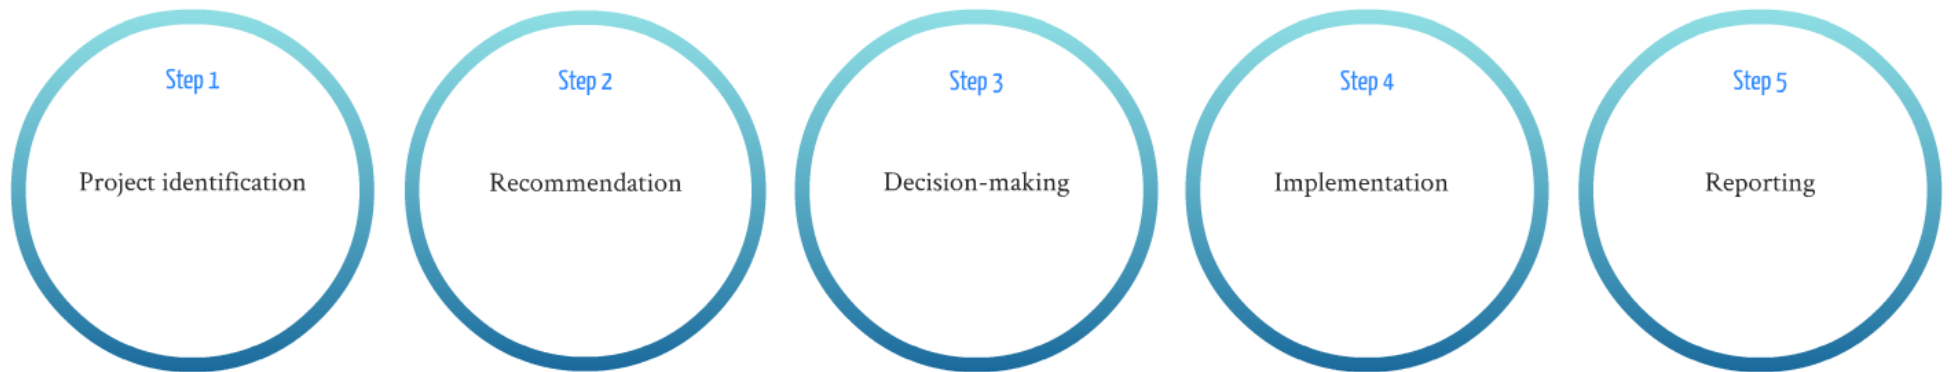 Step 1
Project identification
Step 2
Recommendation
Step 3
Decision-making
Step 4
Implementation
Step 5
Reporting